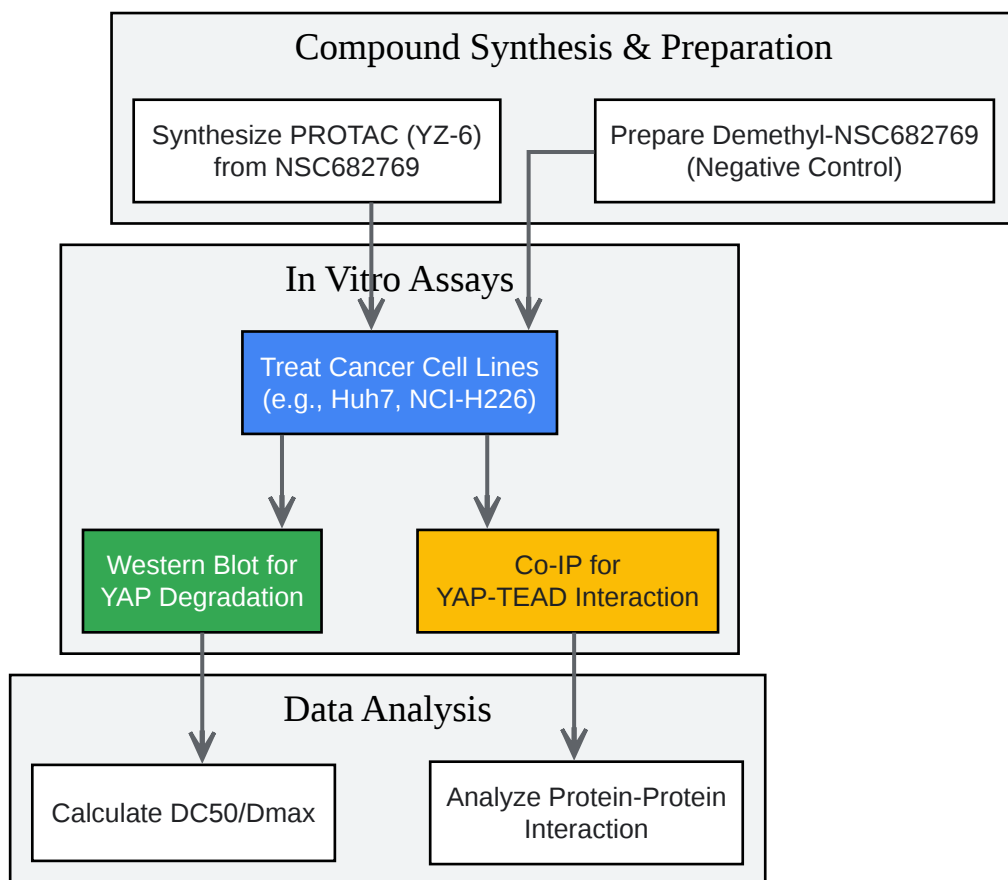 Compound Synthesis & Preparation
Synthesize PROTAC (YZ-6)
from NSC682769
Prepare Demethyl-NSC682769
(Negative Control)
In Vitro Assays
Treat Cancer Cell Lines
(e.g., Huh7, NCI-H226)
Western Blot for
YAP Degradation
Co-IP for
YAP-TEAD Interaction
Data Analysis
Calculate DC50/Dmax
Analyze Protein-Protein
Interaction